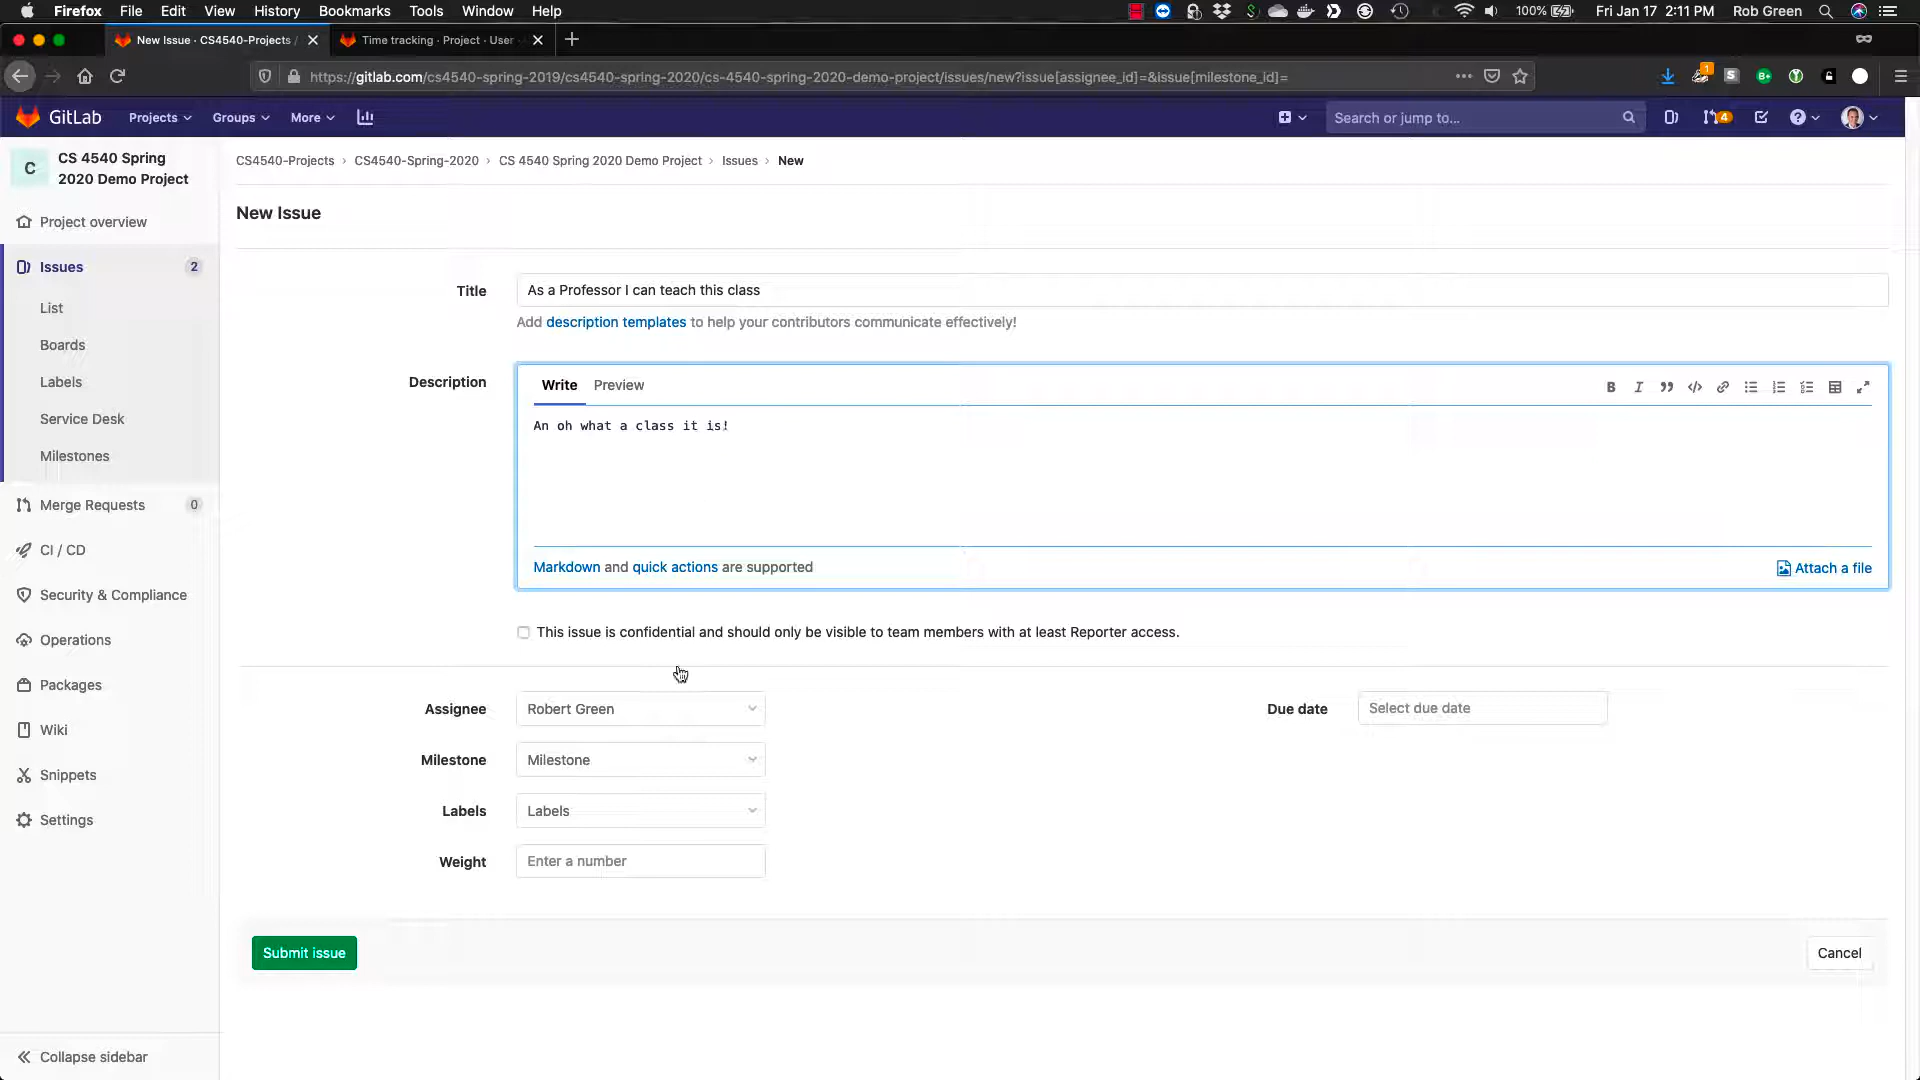 Firefox File Edit View History Bookmarks Tools Window Help 100% Fri Jan 17 2:11 PM Rob Green
New Issue · CS4540-Projects / Time tracking · Project · User
https://gitlab.com/cs4540-spring-2019/cs4540-spring-2020/cs-4540-spring-2020-demo-project/issues/new?issue[assignee_id]=&issue[milestone_id]= 1 S B+
GitLab Projects Groups More Search or jump to... 4
C CS 4540 Spring 2020 Demo Project
CS4540-Projects › CS4540-Spring-2020 › CS 4540 Spring 2020 Demo Project › Issues › New
Project overview
Issues 2
List
Boards
Labels
Service Desk
Milestones
Merge Requests 0
CI / CD
Security & Compliance
Operations
Packages
Wiki
Snippets
Settings
Collapse sidebar
New Issue
Title As a Professor I can teach this class
Add description templates to help your contributors communicate effectively!
Description Write Preview
An oh what a class it is!
Markdown and quick actions are supported Attach a file
This issue is confidential and should only be visible to team members with at least Reporter access.
Assignee Robert Green Due date Select due date
Milestone Milestone
Labels Labels
Weight Enter a number
Submit issue Cancel